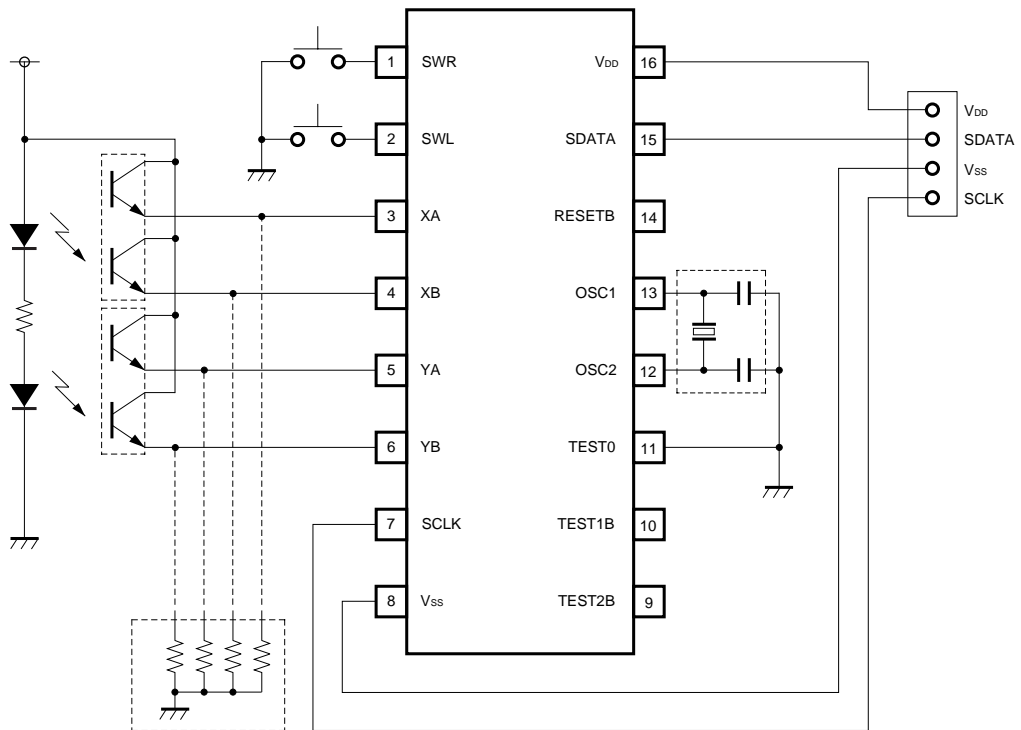 1 SWR
2 SWL
3 XA
4 XB
5 YA
6 YB
7 SCLK
8 VSS
VDD 16
SDATA 15
RESETB 14
OSC1 13
OSC2 12
TEST0 11
TEST1B 10
TEST2B 9
VDD
SDATA
VSS
SCLK